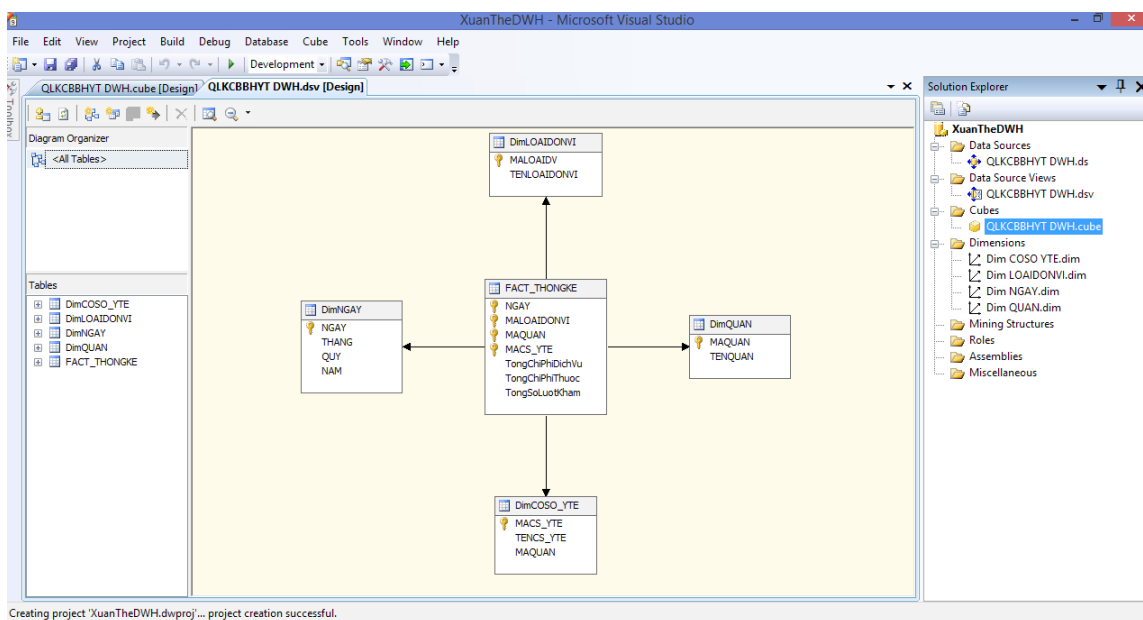 XuanTheDWH - Microsoft Visual Studio
File Edit View Project Build Debug Database Cube Tools Window Help
Development
Toolbox
QLKCBBHYT DWH.cube [Design]
QLKCBBHYT DWH.dsv [Design]
Diagram Organizer
<All Tables>
Tables
DimCOSO_YTE
DimLOAIDONVI
DimNGAY
DimQUAN
FACT_THONGKE
DimLOAIDONVI
MALOAIDV
TENLOAIDONVI
DimNGAY
NGAY
THANG
QUY
NAM
FACT_THONGKE
NGAY
MALOAIDONVI
MAQUAN
MACS_YTE
TongChiPhiDichVu
TongChiPhiThuoc
TongSoLuotKham
DimQUAN
MAQUAN
TENQUAN
DimCOSO_YTE
MACS_YTE
TENCS_YTE
MAQUAN
Solution Explorer
XuanTheDWH
Data Sources
QLKCBBHYT DWH.ds
Data Source Views
QLKCBBHYT DWH.dsv
Cubes
QLKCBBHYT DWH.cube
Dimensions
Dim COSO YTE.dim
Dim LOAIDONVI.dim
Dim NGAY.dim
Dim QUAN.dim
Mining Structures
Roles
Assemblies
Miscellaneous
Creating project 'XuanTheDWH.dwproj'... project creation successful.